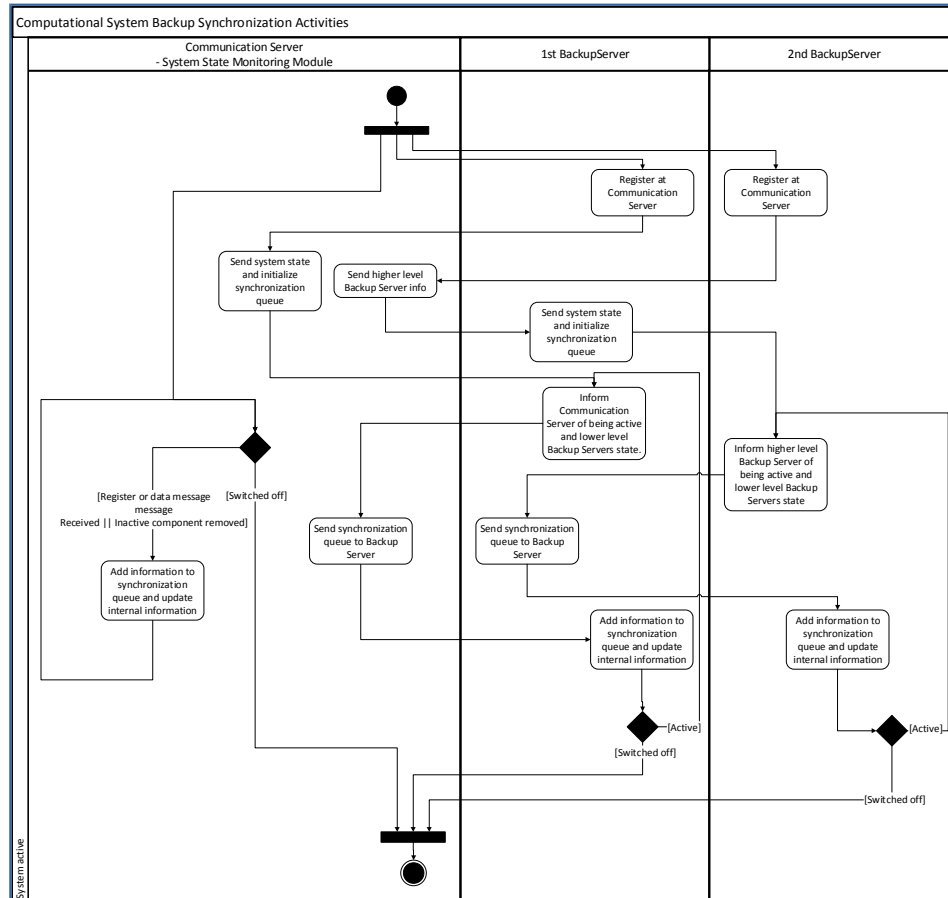 Computational System Backup Synchronization Activities
Communication Server
- System State Monitoring Module
1st BackupServer
2nd BackupServer
Register at
Communication
Server
Register at
Communication
Server
Send system state
and initialize
synchronization
queue
Send higher level
Backup Server info
Send system state
and initialize
synchronization
queue
Inform
Communication
Server of being active
and lower level
Backup Servers state.
Inform higher level
Backup Server of
being active and
lower level Backup
Servers state
[Register or data message
message
Received || Inactive component removed]
[Switched off]
Send synchronization
queue to Backup
Server
Send synchronization
queue to Backup
Server
Add information to
synchronization
queue and update
internal information
Add information to
synchronization
queue and update
internal information
Add information to
synchronization
queue and update
internal information
[Active]
[Switched off]
[Active]
[Switched off]
System active